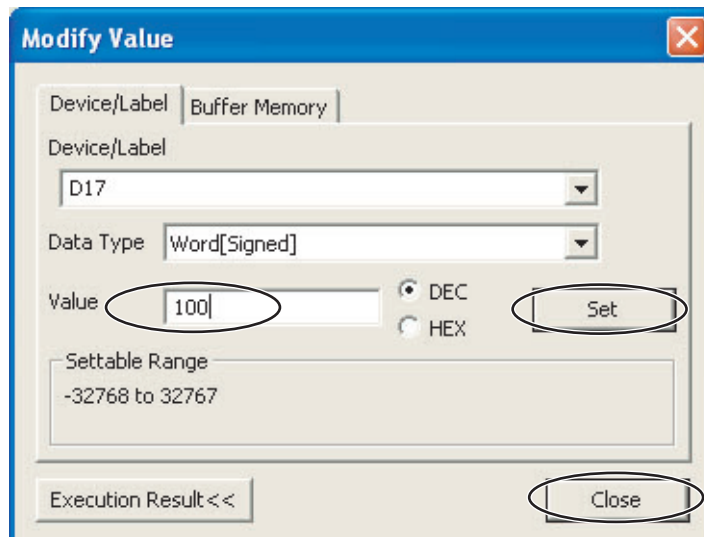 Modify Value
Device/Label Buffer Memory
Device/Label
D17
Data Type Word[Signed]
Value 100 DEC Set
HEX
Settable Range
-32768 to 32767
Execution Result<< Close